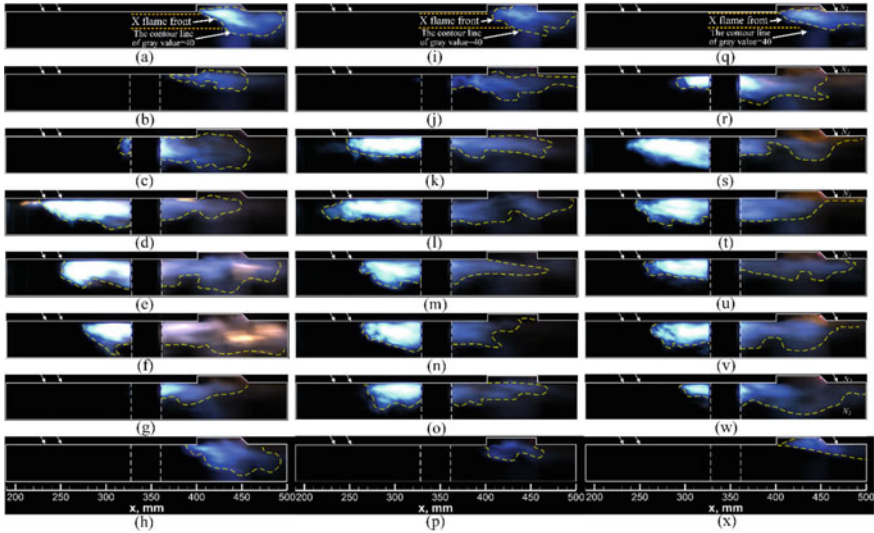 X flame front
The contour line
of gray value=40
(a)
X flame front
The contour line
of gray value=40
(i)
N2
X flame front
The contour line
of gray value=40
(q)
(b)
(j)
N2
(r)
(c)
(k)
N2
(s)
(d)
(l)
N2
(t)
(e)
(m)
N2
(u)
(f)
(n)
N2
(v)
(g)
(o)
N2
N2
(w)
200 250 300 350 400 450 500
x, mm
(h)
200 250 300 350 400 450 500
x, mm
(p)
200 250 300 350 400 450 500
x, mm
(x)